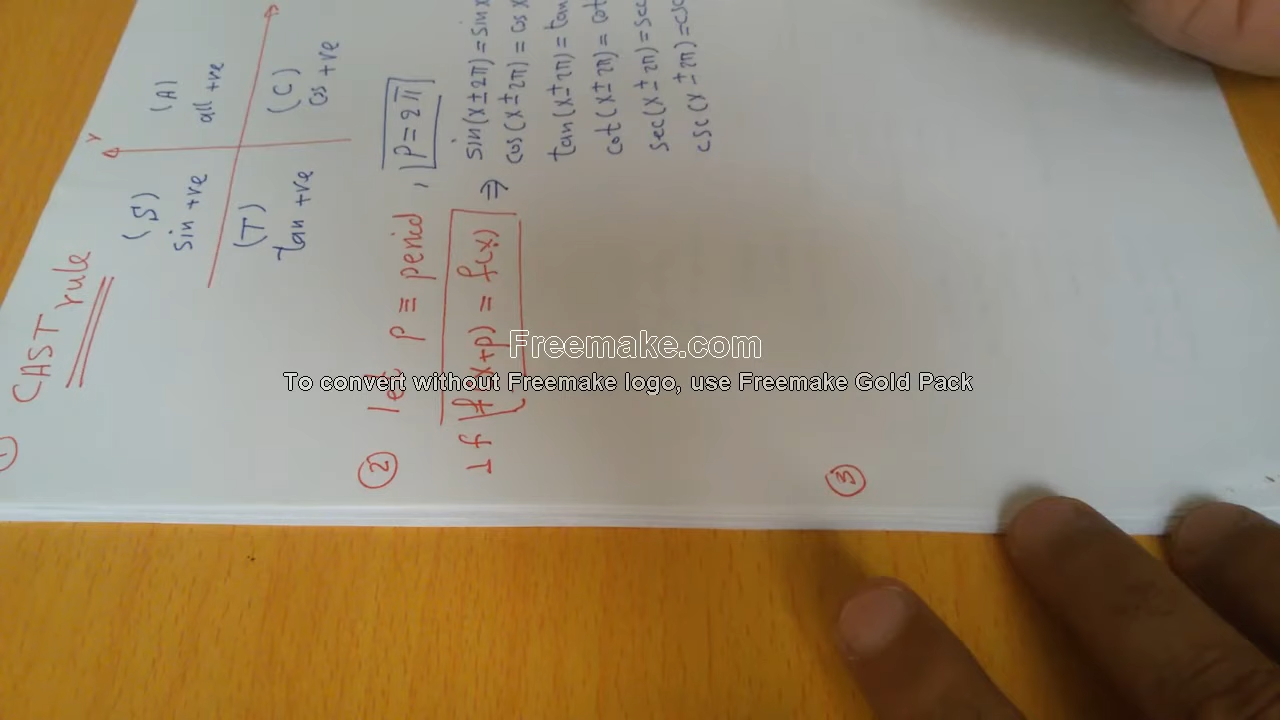 ① CAST rule
Y
(S) (A)
sin +ve all +ve
(T) (C)
tan +ve cos +ve
② let P ≡ period , P = 2π
If f(x+p) = f(x) ⇒ sin(x ± 2π) = sin x
cos(x ± 2π) = cos x
tan(x ± 2π) = tan
cot(x ± 2π) = cot
sec(x ± 2π) = sec
csc(x ± 2π) = csc
③
Freemake.com
To convert without Freemake logo, use Freemake Gold Pack